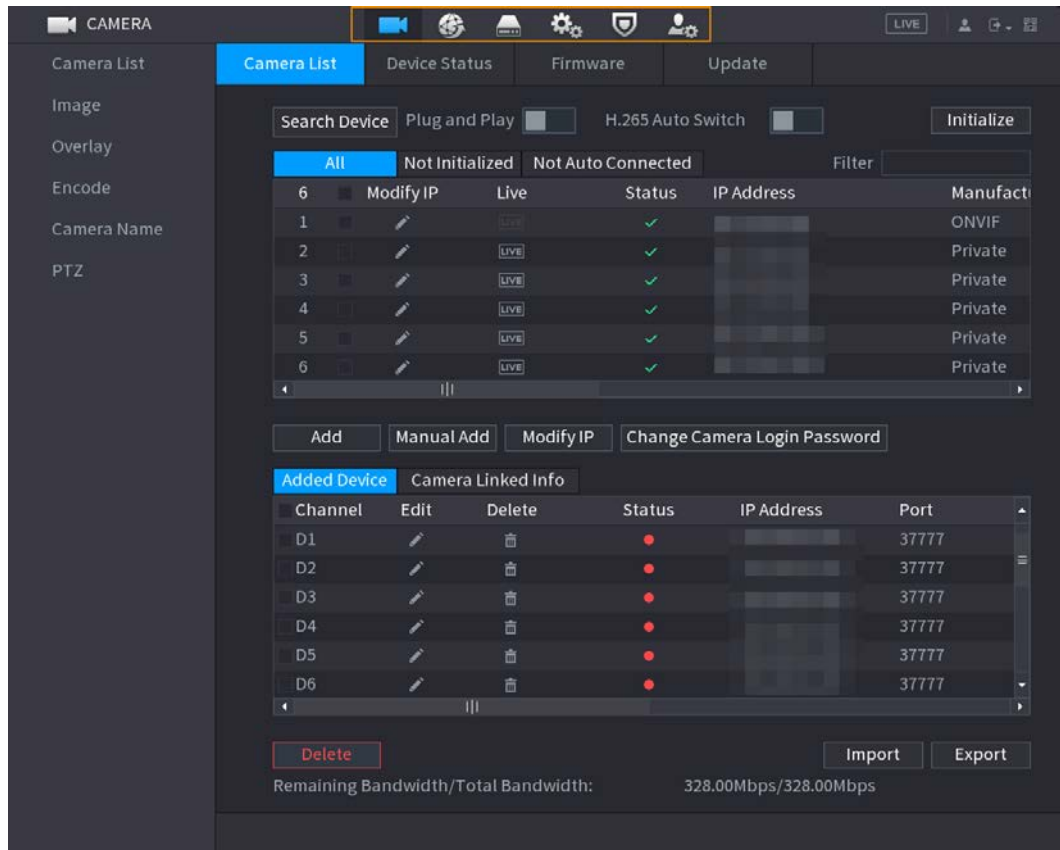 CAMERA LIVE
Camera List Camera List Device Status Firmware Update
Image
Search Device Plug and Play H.265 Auto Switch Initialize
Overlay
All Not Initialized Not Auto Connected Filter
Encode
6 Modify IP Live Status IP Address Manufactu
Camera Name
1 LIVE ONVIF
2 LIVE Private
PTZ
3 LIVE Private
4 LIVE Private
5 LIVE Private
6 LIVE Private
Add Manual Add Modify IP Change Camera Login Password
Added Device Camera Linked Info
Channel Edit Delete Status IP Address Port
D1 37777
D2 37777
D3 37777
D4 37777
D5 37777
D6 37777
Delete Import Export
Remaining Bandwidth/Total Bandwidth: 328.00Mbps/328.00Mbps